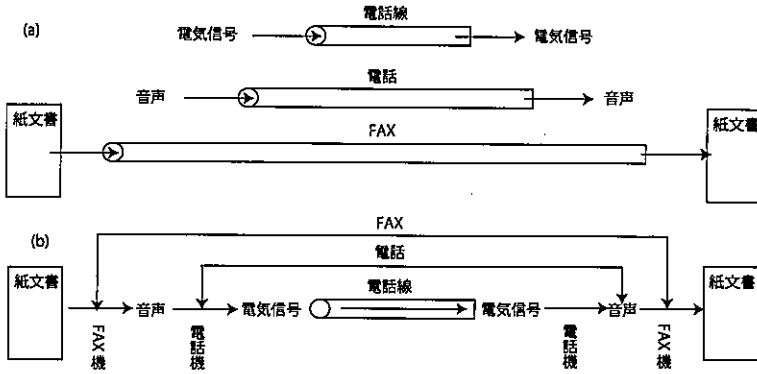 (a)
電話線
電気信号
電気信号
電話
音声
音声
紙文書
紙文書
FAX
(b)
FAX
電話
紙文書
電話線
紙文書
音声
電気信号
電気信号
音声
FAX機
電話機
電話機
FAX機